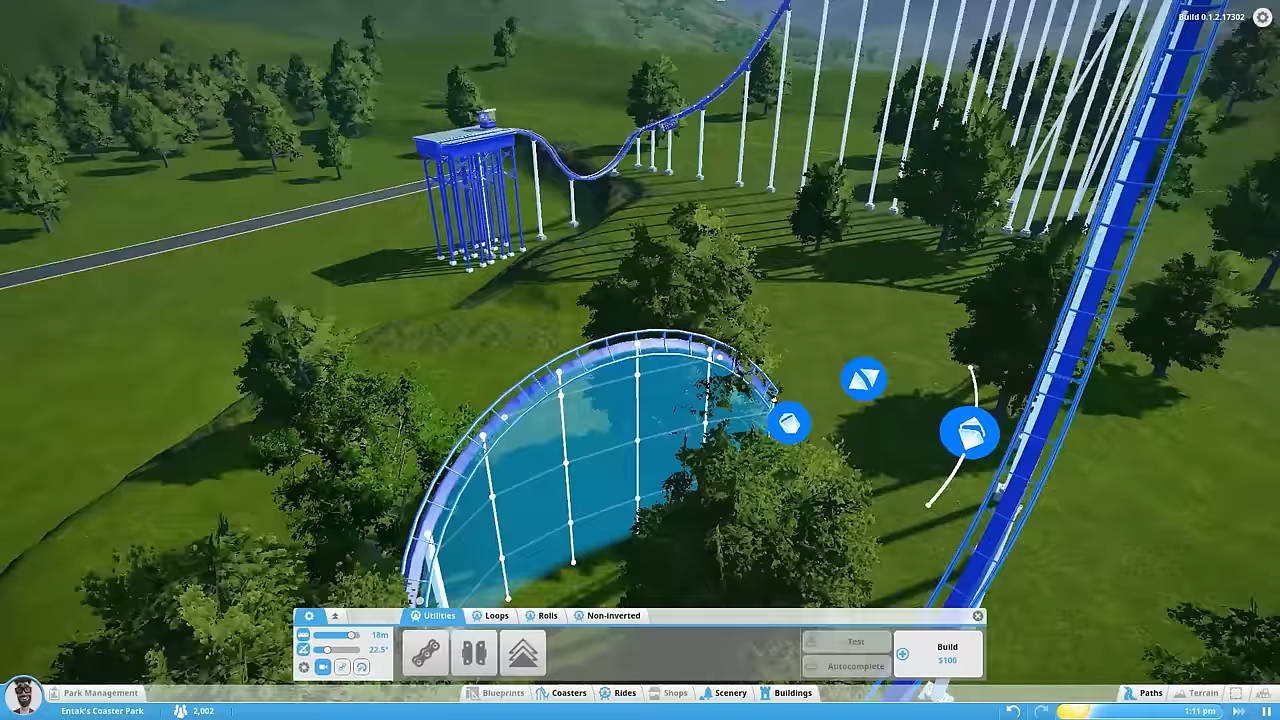 Build 0.1.2.17302
Utilities Loops Rolls Non-inverted
18m
22.5°
Test
Autocomplete
Build
$100
Park Management
Blueprints Coasters Rides Shops Scenery Buildings
Paths Terrain
Entak's Coaster Park 2,002
1:11 pm